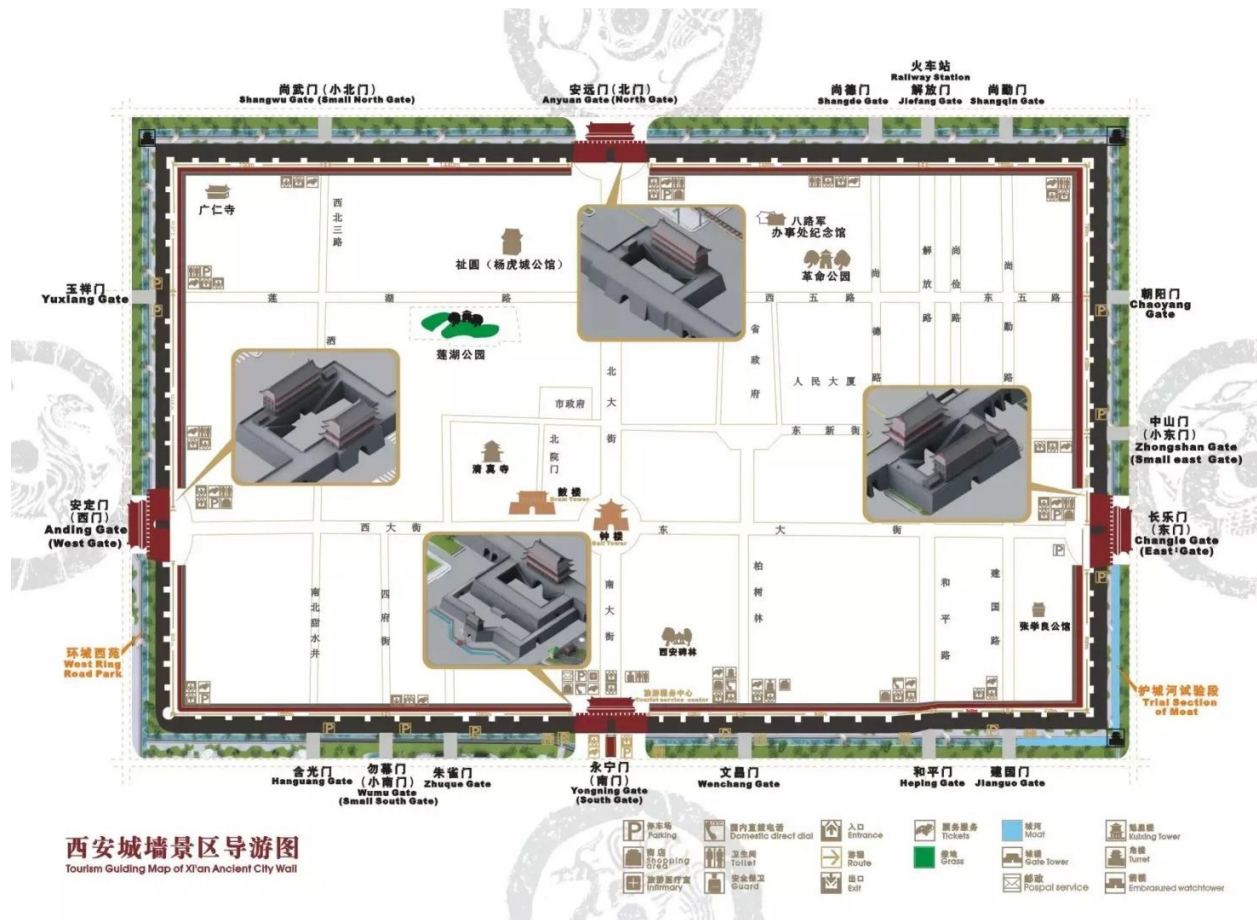 火车站
Railway Station
尚武门（小北门）
Shangwu Gate (Small North Gate)
安远门（北门）
Anyuan Gate (North Gate)
尚德门
Shangde Gate
解放门
Jiefang Gate
尚勤门
Shangqin Gate
广仁寺
西北三路
祉圆（杨虎城公馆）
八路军
办事处纪念馆
革命公园
尚德路
解放路
尚俭路
尚勤路
玉祥门
Yuxiang Gate
莲湖路
西五路
东五路
朝阳门
Chaoyang
Gate
洒
莲湖公园
北大街
省政府
人民大厦
市政府
北院门
东新街
中山门
（小东门）
Zhongshan Gate
(Small east Gate)
清真寺
鼓楼
Drum Tower
钟楼
Bell Tower
安定门
（西门）
Anding Gate
(West Gate)
西大街
东大街
长乐门
（东门）
Changle Gate
(East Gate)
南北甜水井
四府街
南大街
柏树林
和平路
建国路
张学良公馆
西安碑林
环城西苑
West Ring
Road Park
旅游服务中心
Tourist service center
护城河试验段
Trial Section
of Moat
含光门
Hanguang Gate
勿幕门
（小南门）
Wumu Gate
(Small South Gate)
朱雀门
Zhuque Gate
永宁门
（南门）
Yongning Gate
(South Gate)
文昌门
Wenchang Gate
和平门
Heping Gate
建国门
Jianguo Gate
西安城墙景区导游图
Tourism Guiding Map of Xi'an Ancient City Wall
P
停车场
Parking
商店
Shopping
area
旅游医疗室
Infirmary
国内直拨电话
Domestic direct dial
卫生间
Toilet
安全保卫
Guard
入口
Entrance
游程
Route
出口
Exit
票务服务
Tickets
绿地
Grass
城河
Moat
城楼
Gate Tower
邮政
Pospal service
魁星楼
Kuixing Tower
角楼
Turret
箭楼
Embrasured watchtower